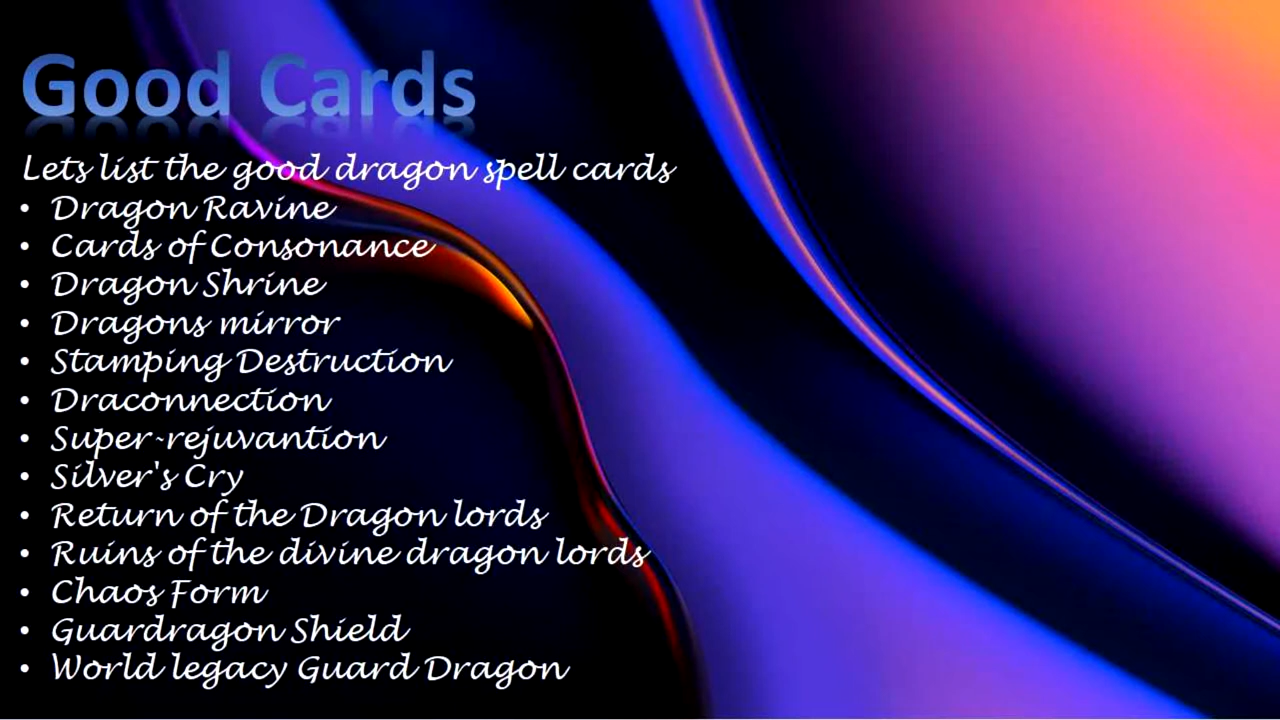 Good Cards
Lets list the good dragon spell cards
• Dragon Ravine
• Cards of Consonance
• Dragon Shrine
• Dragons mirror
• Stamping Destruction
• Draconnection
• Super-rejuvantion
• Silver's Cry
• Return of the Dragon lords
• Ruins of the divine dragon lords
• Chaos Form
• Guardragon Shield
• World legacy Guard Dragon